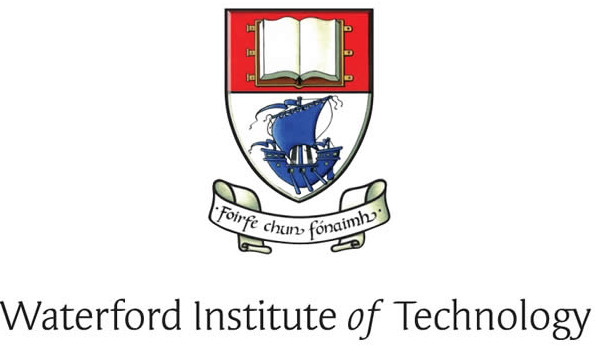 ·Foirfe chun fónaimh·
Waterford Institute of Technology